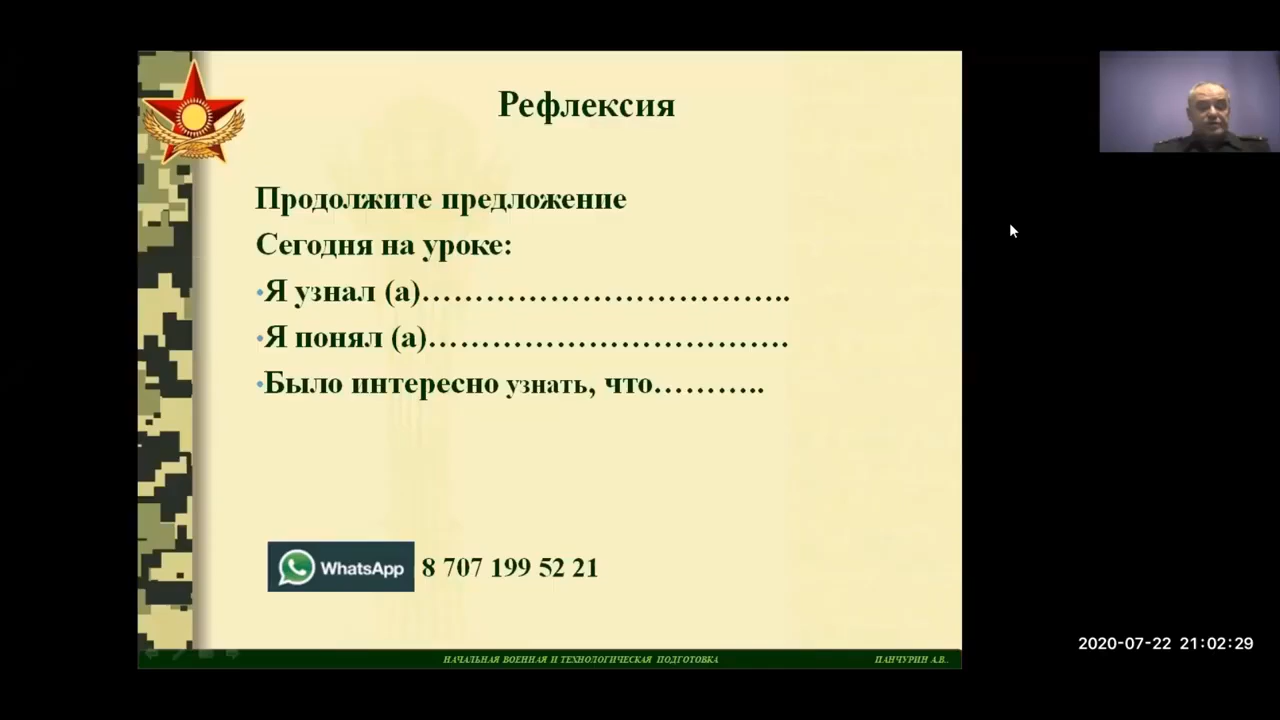 Рефлексия
Продолжите предложение
Сегодня на уроке:
•Я узнал (а)……………………………..
•Я понял (а)…………………………….
•Было интересно узнать, что………..
WhatsApp 8 707 199 52 21
НАЧАЛЬНАЯ ВОЕННАЯ И ТЕХНОЛОГИЧЕСКАЯ ПОДГОТОВКА ПАНЧУРИН А.В..
2020-07-22 21:02:29